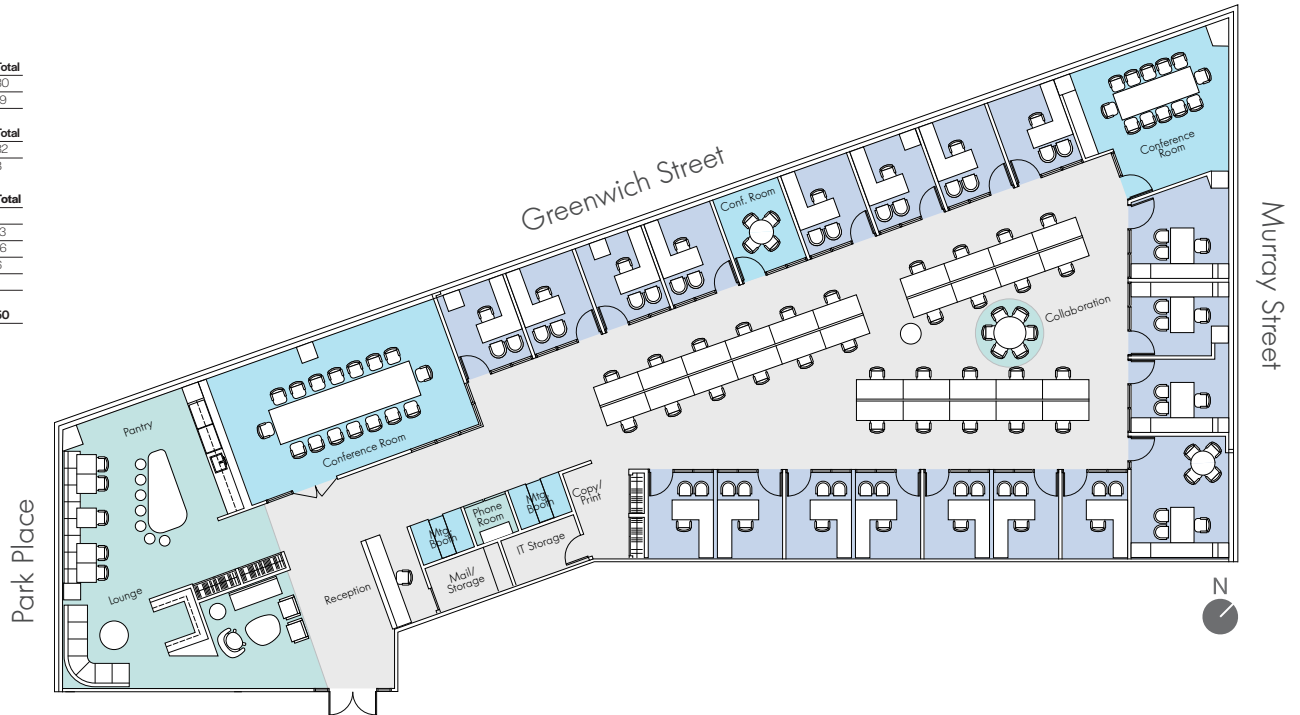 Total
Total
Total
Greenwich Street
Murray Street
Park Place
Conference
Room
Conf. Room
Collaboration
Pantry
Conference Room
Copy/
Print
Mtg.
Booth
Phone
Room
Mtg.
Booth
IT Storage
Mail/
Storage
Reception
Lounge
N